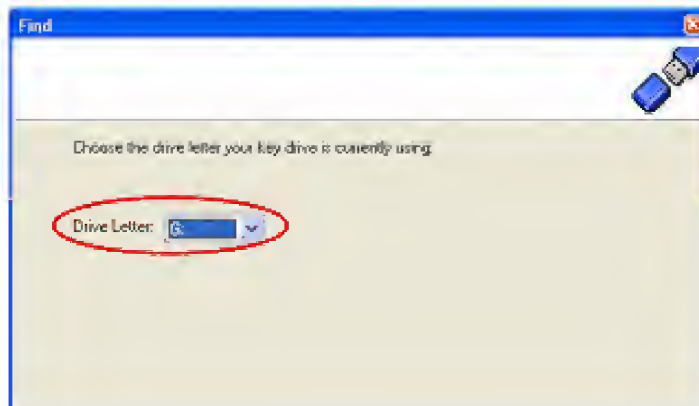 Find
Choose the drive letter your key drive is currently using:
Drive Letter: G: